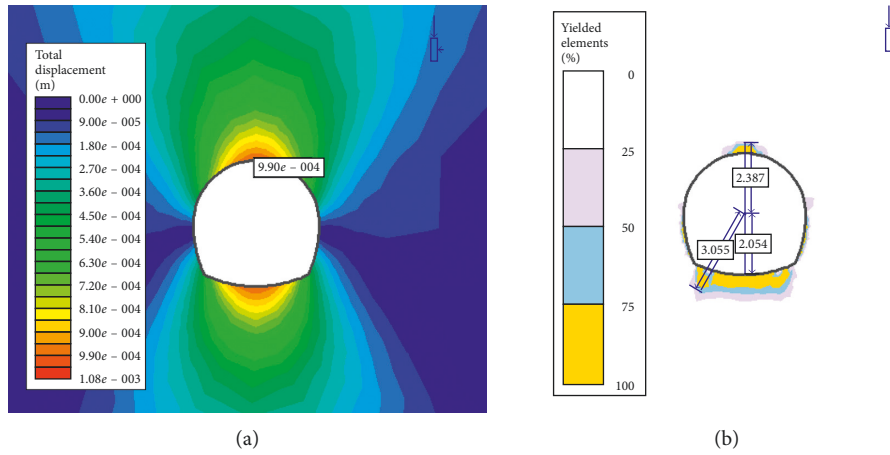 Total
displacement
(m)
0.00e + 000
9.00e – 005
1.80e – 004
2.70e – 004
3.60e – 004
4.50e – 004
5.40e – 004
6.30e – 004
7.20e – 004
8.10e – 004
9.00e – 004
9.90e – 004
1.08e – 003
9.90e – 004
(a)
Yielded
elements
(%)
0
25
50
75
100
2.387
3.055
2.054
(b)